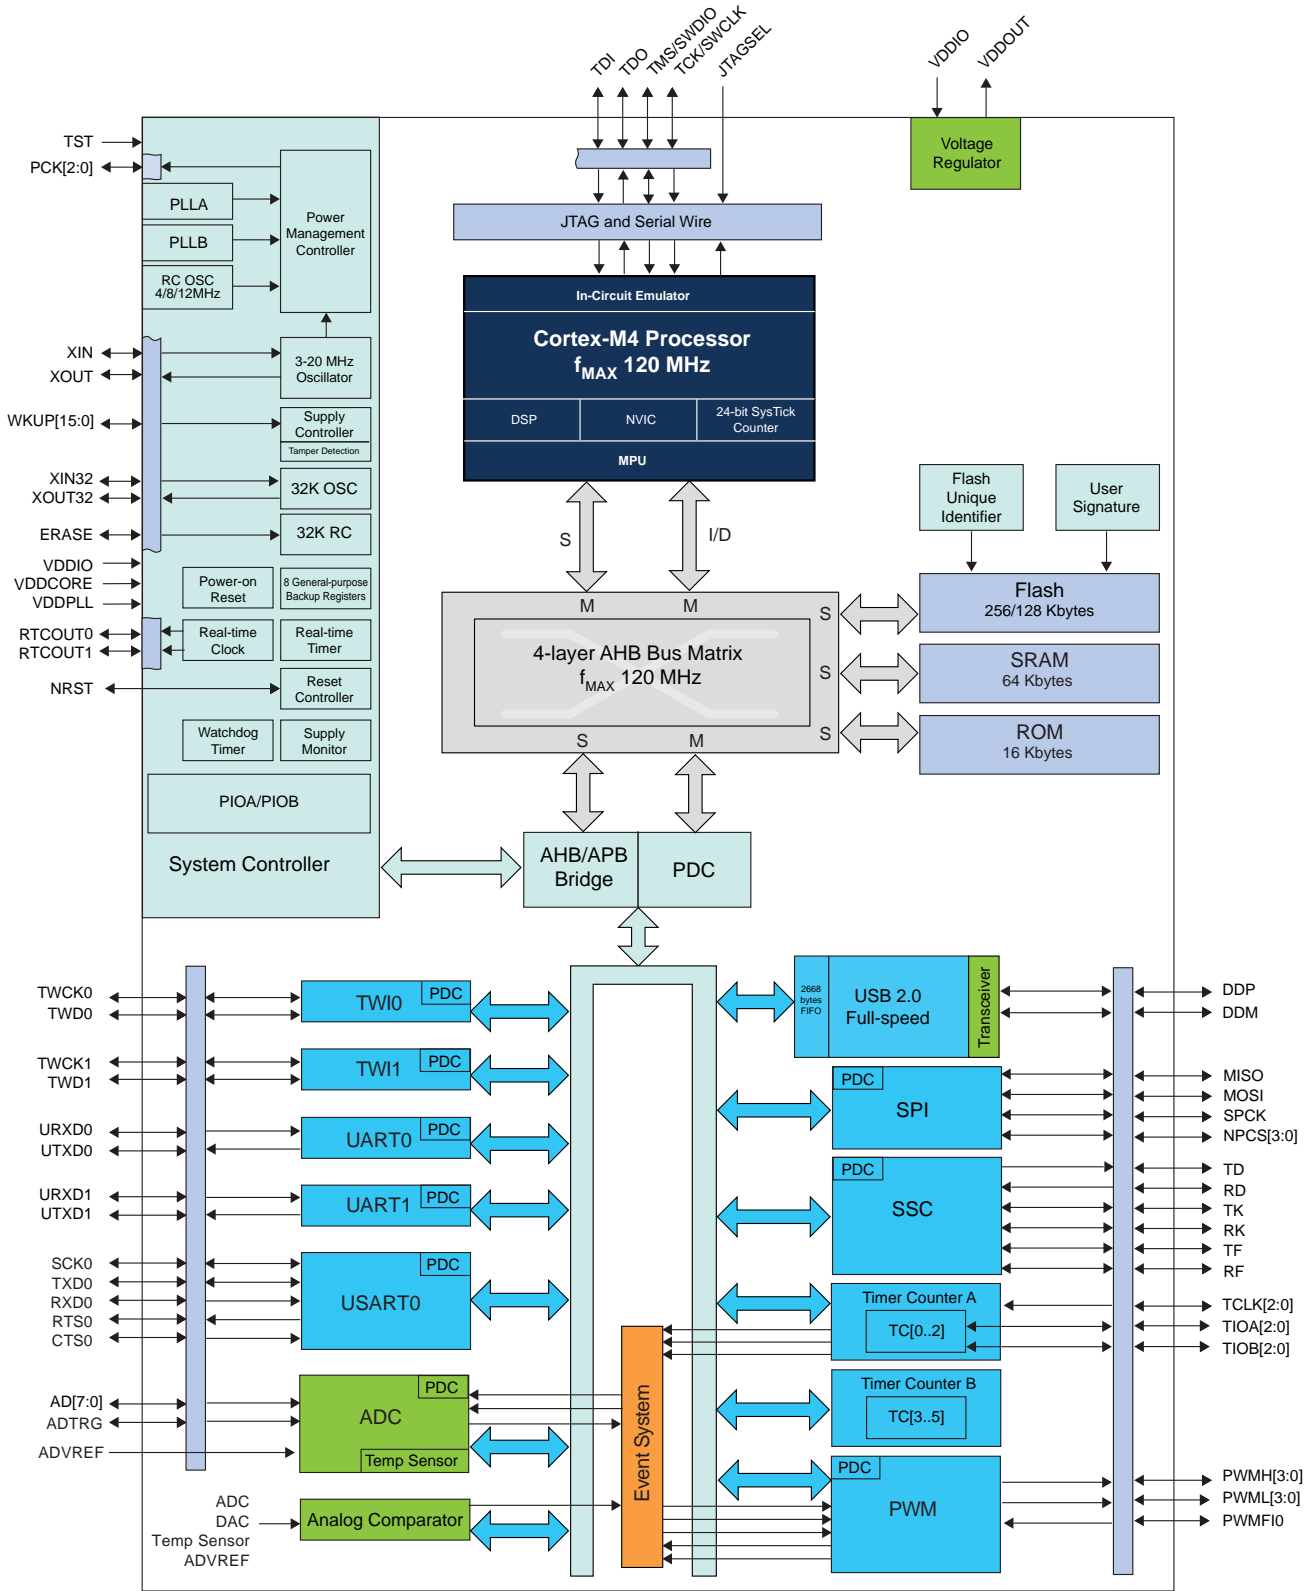 TDI
TDO
TMS/SWDIO
TCK/SWCLK
JTAGSEL
VDDIO
VDDOUT
Voltage
Regulator
TST
PCK[2:0]
PLLA
PLLB
RC OSC
4/8/12MHz
Power
Management
Controller
JTAG and Serial Wire
In-Circuit Emulator
Cortex-M4 Processor
fMAX 120 MHz
DSP
NVIC
24-bit SysTick
Counter
MPU
XIN
XOUT
3-20 MHz
Oscillator
WKUP[15:0]
Supply
Controller
Tamper Detection
XIN32
XOUT32
32K OSC
ERASE
32K RC
VDDIO
VDDCORE
VDDPLL
Power-on
Reset
8 General-purpose
Backup Registers
RTCOUT0
RTCOUT1
Real-time
Clock
Real-time
Timer
NRST
Reset
Controller
Watchdog
Timer
Supply
Monitor
PIOA/PIOB
System Controller
S
I/D
M
M
4-layer AHB Bus Matrix
fMAX 120 MHz
S
S
S
S
M
Flash
Unique
Identifier
User
Signature
Flash
256/128 Kbytes
SRAM
64 Kbytes
ROM
16 Kbytes
AHB/APB
Bridge
PDC
TWCK0
TWD0
PDC
TWI0
TWCK1
TWD1
PDC
TWI1
URXD0
UTXD0
PDC
UART0
URXD1
UTXD1
PDC
UART1
SCK0
TXD0
RXD0
RTS0
CTS0
PDC
USART0
AD[7:0]
ADTRG
ADVREF
PDC
ADC
Temp Sensor
ADC
DAC
Temp Sensor
ADVREF
Analog Comparator
Event System
2668
bytes
FIFO
USB 2.0
Full-speed
Transceiver
DDP
DDM
PDC
SPI
MISO
MOSI
SPCK
NPCS[3:0]
PDC
SSC
TD
RD
TK
RK
TF
RF
Timer Counter A
TC[0..2]
TCLK[2:0]
TIOA[2:0]
TIOB[2:0]
Timer Counter B
TC[3..5]
PDC
PWM
PWMH[3:0]
PWML[3:0]
PWMFI0